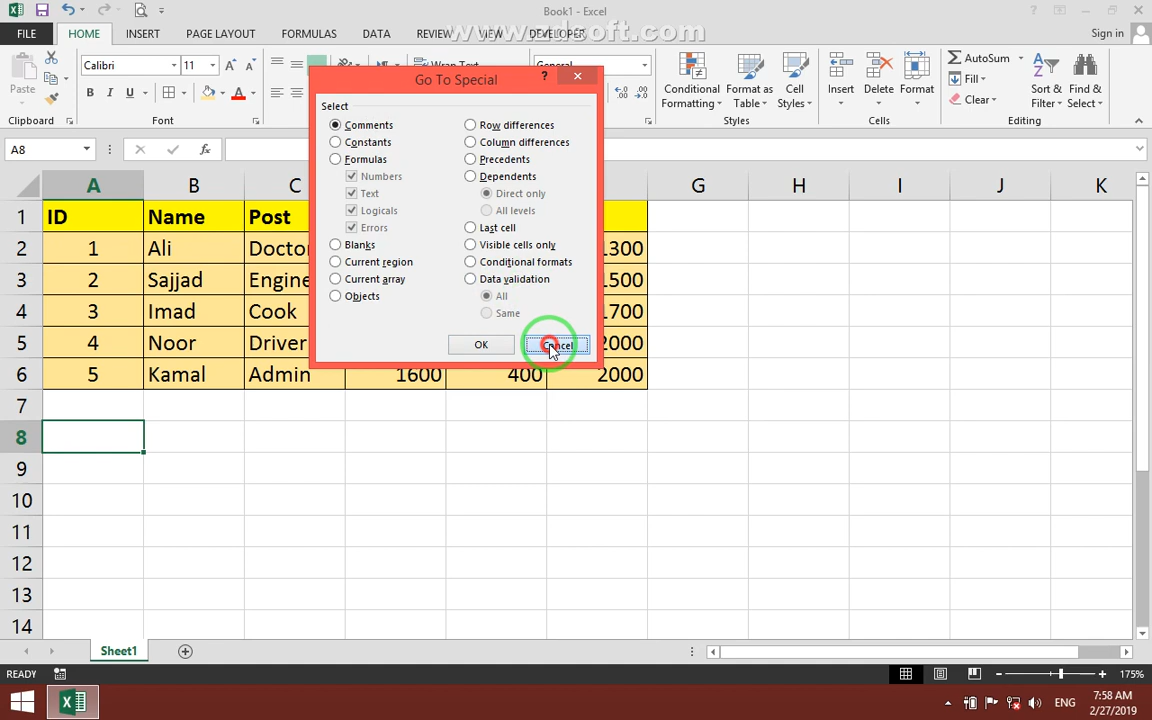 Book1 - Excel
FILE HOME INSERT PAGE LAYOUT FORMULAS DATA REVIEW VIEW DEVELOPER Sign in
www.zdsoft.com
Paste Calibri 11 Wrap Text General Conditional Formatting Format as Table Cell Styles Insert Delete Format AutoSum Fill Clear Sort & Filter Find & Select
B I U A
Clipboard Font Styles Cells Editing
A8 fx
Go To Special
?
Select
Comments
Constants
Formulas
Numbers
Text
Logicals
Errors
Blanks
Current region
Current array
Objects
Row differences
Column differences
Precedents
Dependents
Direct only
All levels
Last cell
Visible cells only
Conditional formats
Data validation
All
Same
OK Cancel
A B C G H I J K
1 ID Name Post
2 1 Ali 1300
3 2 Sajjad 1500
4 3 Imad Cook 1700
5 4 Noor Driver 2000
6 5 Kamal Admin 1600 400 2000
7
8
9
10
11
12
13
14
Sheet1
READY 175%
ENG 7:58 AM
2/27/2019